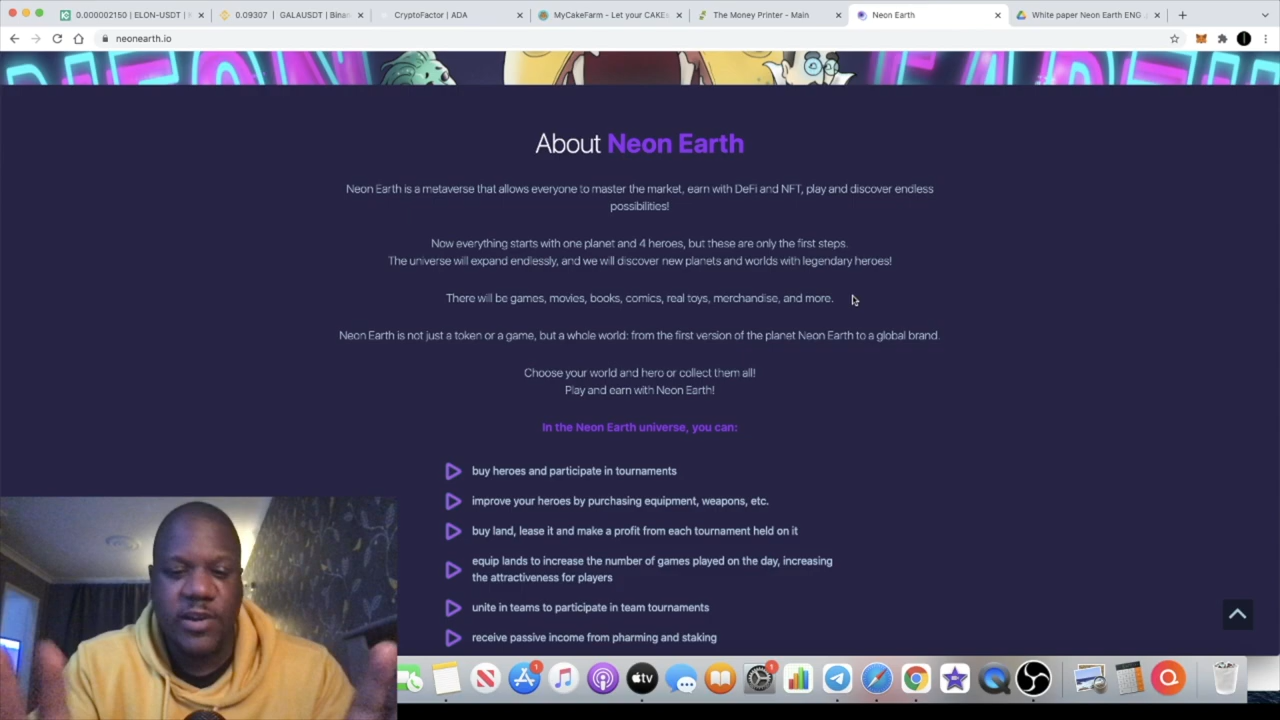 0.000002150 | ELON-USDT |
0.09307 | GALAUSDT | Binan
CryptoFactor | ADA
MyCakeFarm - Let your CAKEs
The Money Printer - Main
Neon Earth
White paper Neon Earth ENG
neonearth.io
NEON EARTH
About Neon Earth
Neon Earth is a metaverse that allows everyone to master the market, earn with DeFi and NFT, play and discover endless
possibilities!
Now everything starts with one planet and 4 heroes, but these are only the first steps.
The universe will expand endlessly, and we will discover new planets and worlds with legendary heroes!
There will be games, movies, books, comics, real toys, merchandise, and more.
Neon Earth is not just a token or a game, but a whole world: from the first version of the planet Neon Earth to a global brand.
Choose your world and hero or collect them all!
Play and earn with Neon Earth!
In the Neon Earth universe, you can:
buy heroes and participate in tournaments
improve your heroes by purchasing equipment, weapons, etc.
buy land, lease it and make a profit from each tournament held on it
equip lands to increase the number of games played on the day, increasing
the attractiveness for players
unite in teams to participate in team tournaments
receive passive income from pharming and staking
1
tv
1